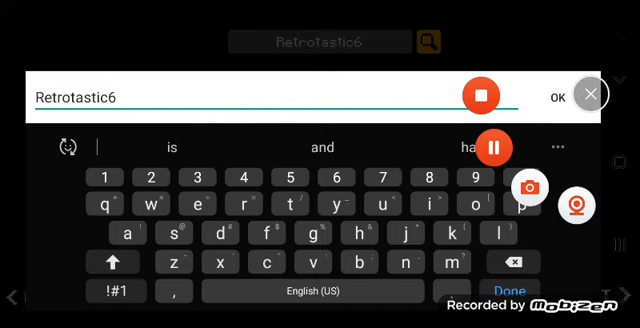 Retrotastic6
Retrotastic6
OK
is and ha
1 2 3 4 5 6 7 8 9
q w e r t y u i o p
a s d f g h j k l
z x c v b n m
!#1 , English (US) . Done
Recorded by mobizen